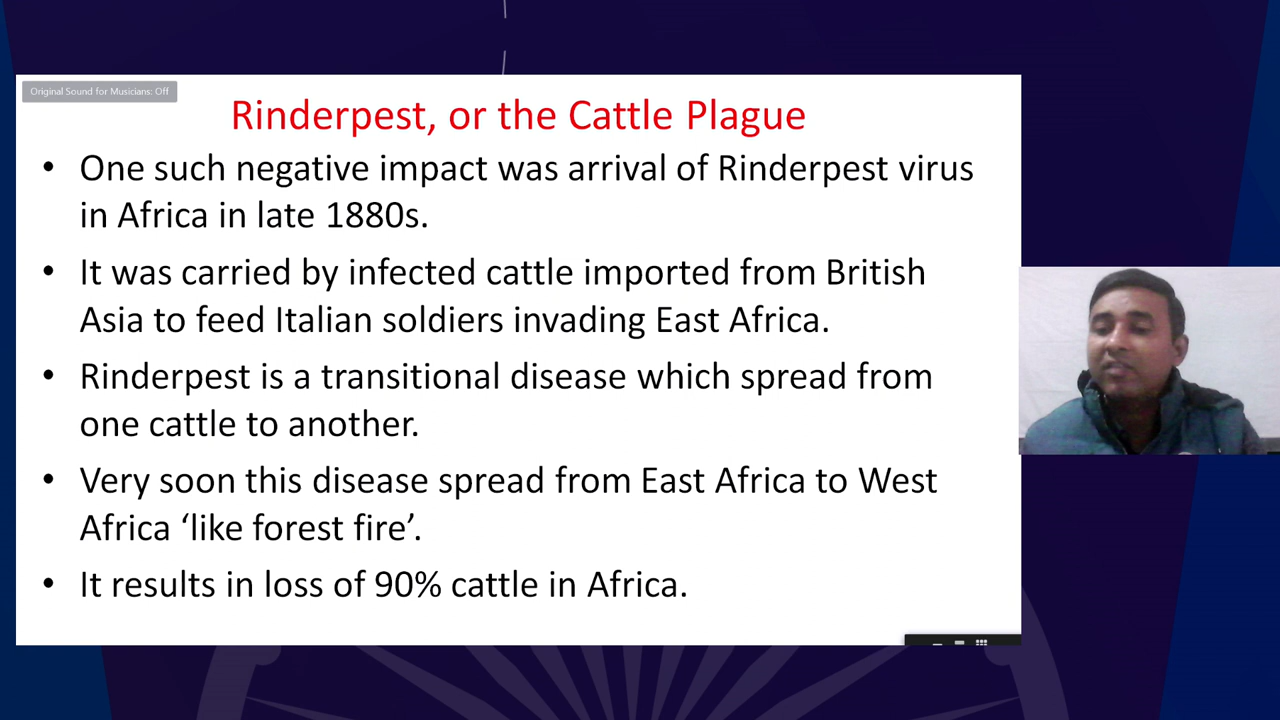 Original Sound for Musicians: Off
Rinderpest, or the Cattle Plague
• One such negative impact was arrival of Rinderpest virus
in Africa in late 1880s.
• It was carried by infected cattle imported from British
Asia to feed Italian soldiers invading East Africa.
• Rinderpest is a transitional disease which spread from
one cattle to another.
• Very soon this disease spread from East Africa to West
Africa ‘like forest fire’.
• It results in loss of 90% cattle in Africa.